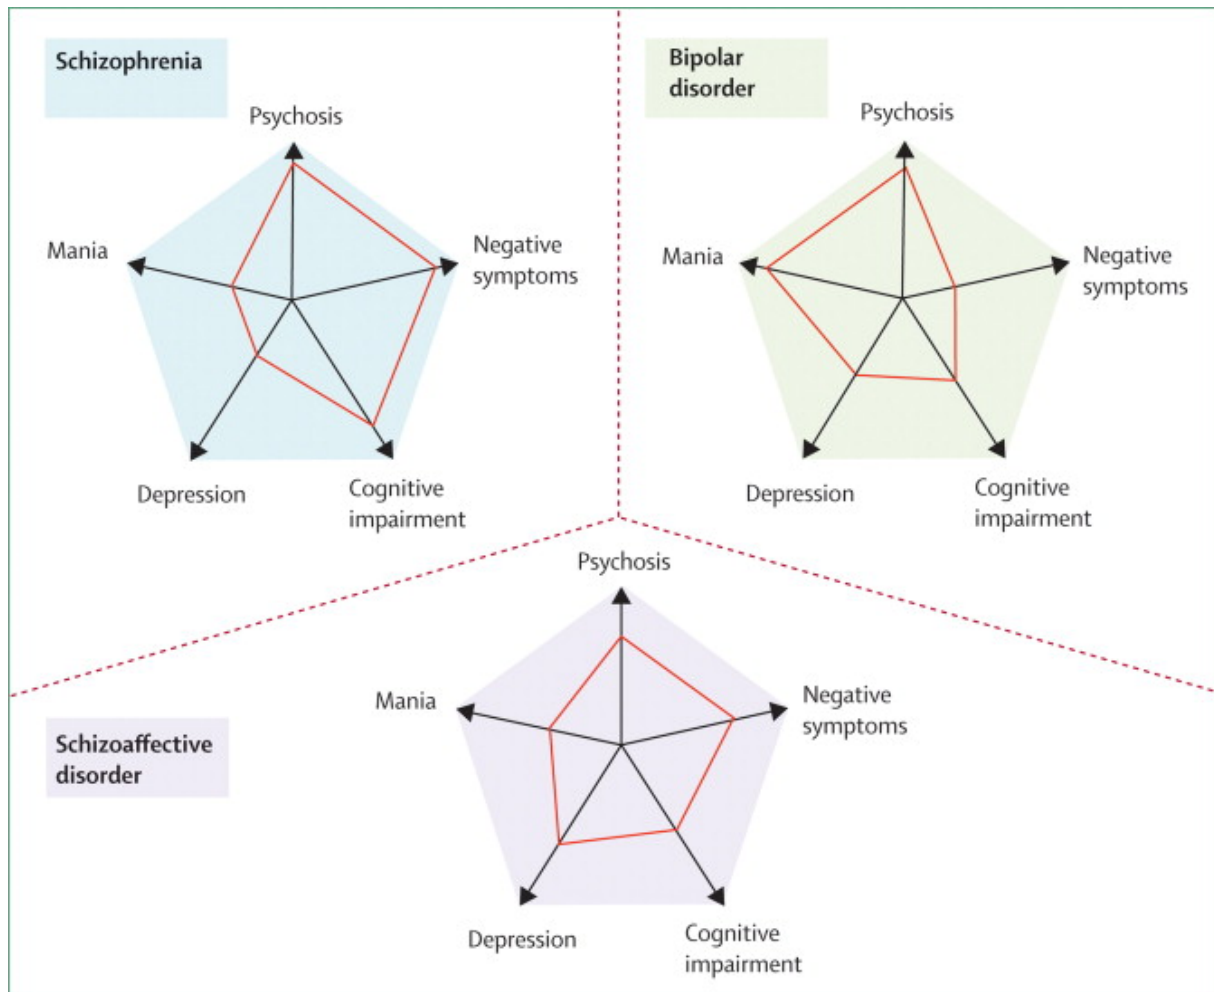 Schizophrenia
Psychosis
Mania
Negative
symptoms
Depression
Cognitive
impairment
Bipolar
disorder
Psychosis
Mania
Negative
symptoms
Depression
Cognitive
impairment
Schizoaffective
disorder
Psychosis
Mania
Negative
symptoms
Depression
Cognitive
impairment